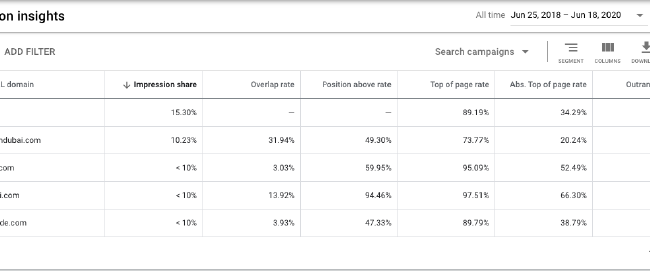 on insights
All time Jun 25, 2018 – Jun 18, 2020
ADD FILTER
Search campaigns
SEGMENT COLUMNS DOWNL
L domain Impression share Overlap rate Position above rate Top of page rate Abs. Top of page rate Outran
15.30% — — 89.19% 34.29%
ndubai.com 10.23% 31.94% 49.30% 73.77% 20.24%
.com < 10% 3.03% 59.95% 95.09% 52.49%
i.com < 10% 13.92% 94.46% 97.51% 66.30%
de.com < 10% 3.93% 47.33% 89.79% 38.79%